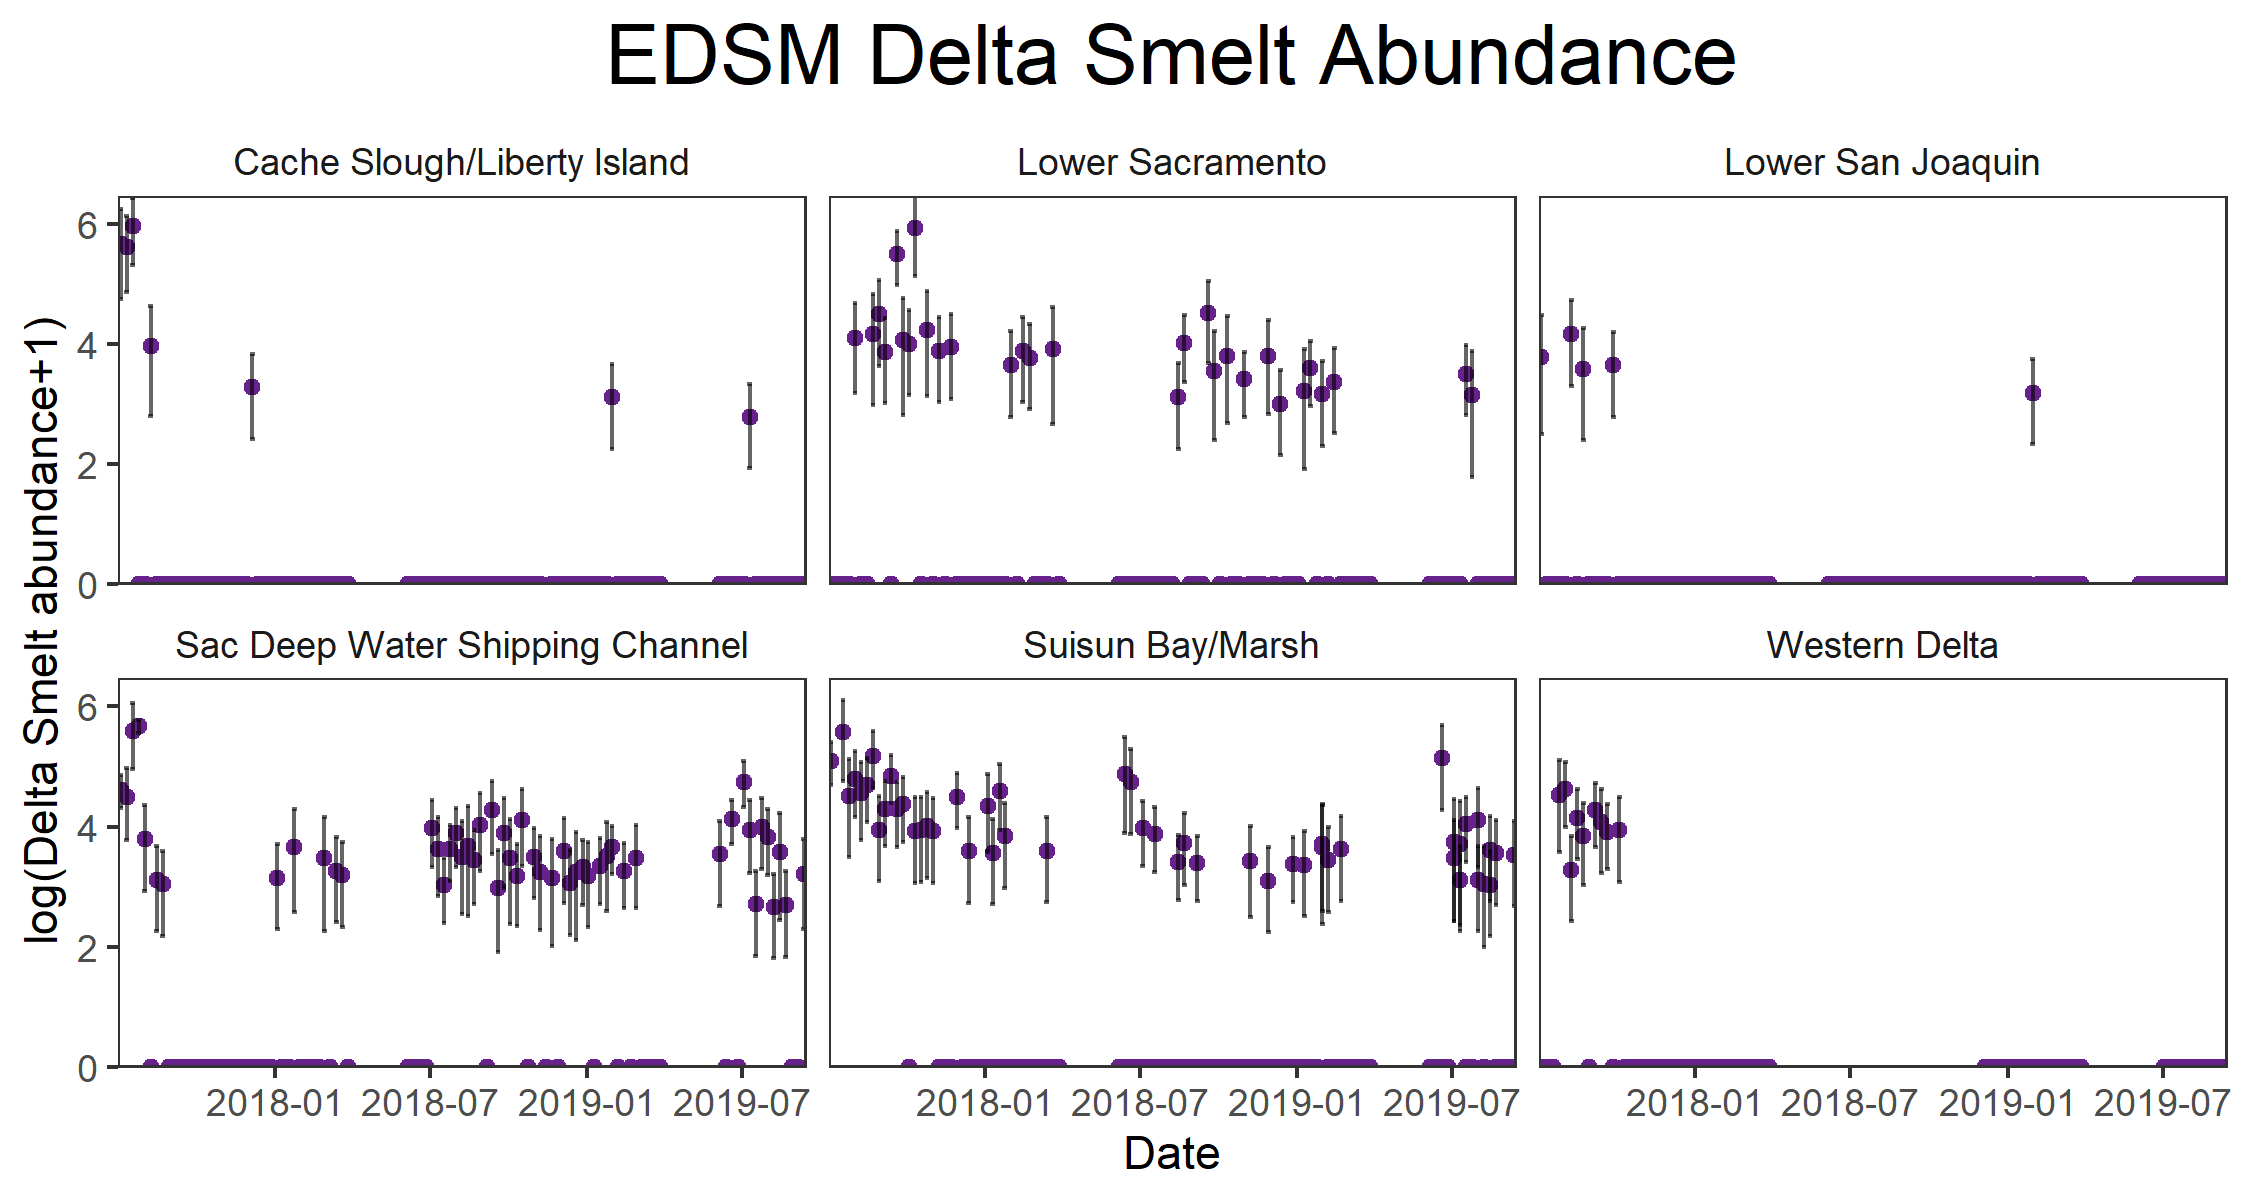 EDSM Delta Smelt Abundance
Cache Slough/Liberty Island
Lower Sacramento
Lower San Joaquin
6
4
2
0
log(Delta Smelt abundance+1)
Sac Deep Water Shipping Channel
Suisun Bay/Marsh
Western Delta
6
4
2
0
2018-01 2018-07 2019-01 2019-07
2018-01 2018-07 2019-01 2019-07
2018-01 2018-07 2019-01 2019-07
Date